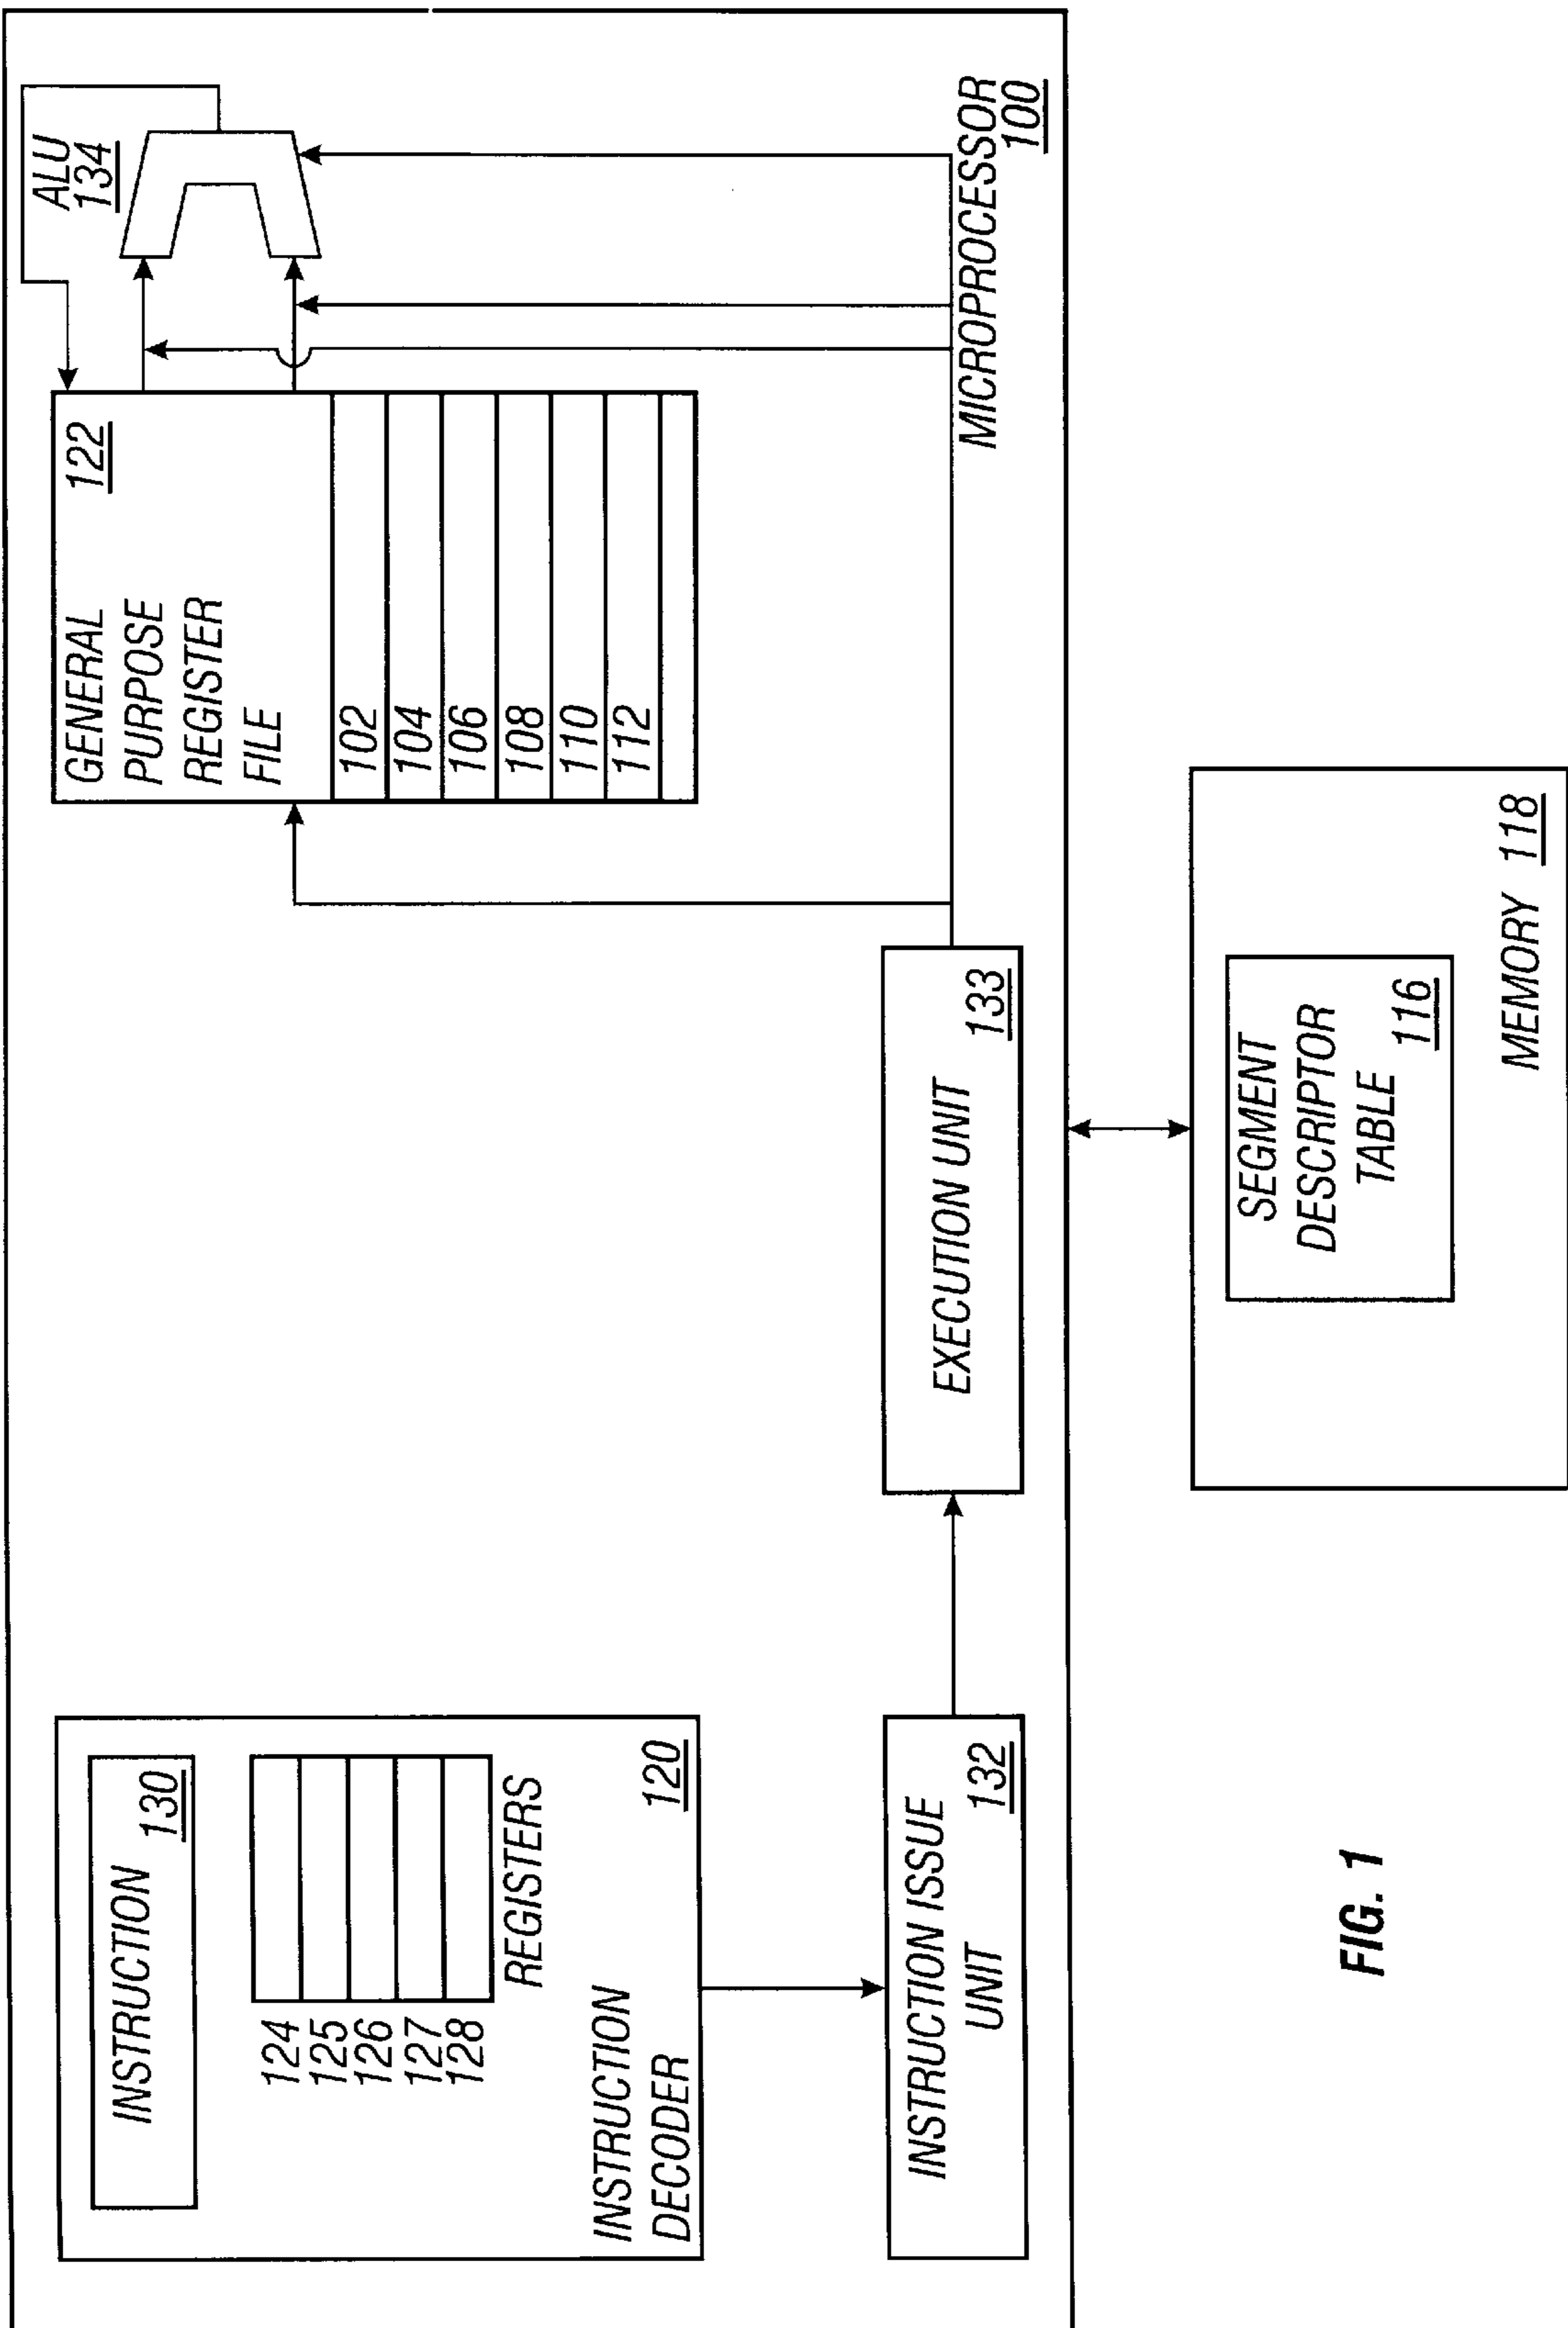 INSTRUCTION
130
124
125
126
127
128
REGISTERS
INSTRUCTION
DECODER
120
INSTRUCTION ISSUE
UNIT
132
EXECUTION UNIT
133
GENERAL
PURPOSE
REGISTER
FILE
122
102
104
106
108
110
112
ALU
134
MICROPROCESSOR
100
SEGMENT
DESCRIPTOR
TABLE
116
MEMORY 118
FIG. 1